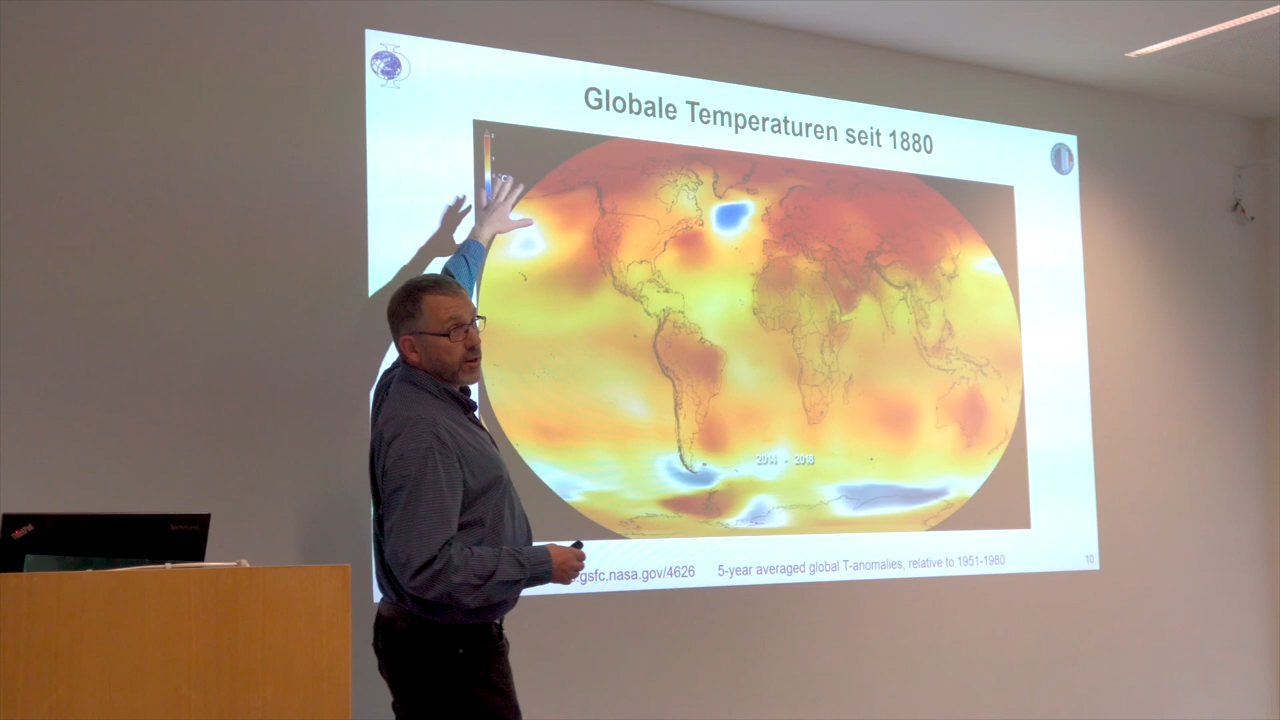 Globale Temperaturen seit 1880
°C
2014 - 2018
.gsfc.nasa.gov/4626 5-year averaged global T-anomalies, relative to 1951-1980
10